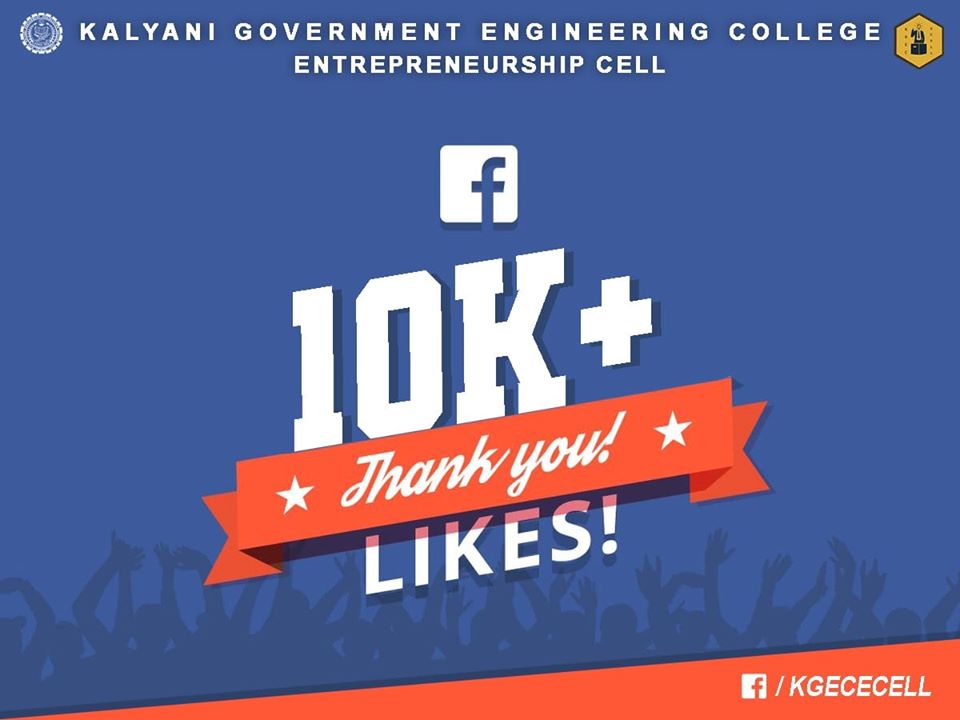 KALYANI GOVERNMENT ENGINEERING COLLEGE
ENTREPRENEURSHIP CELL
10K+
Thank you!
LIKES!
/ KGECECELL